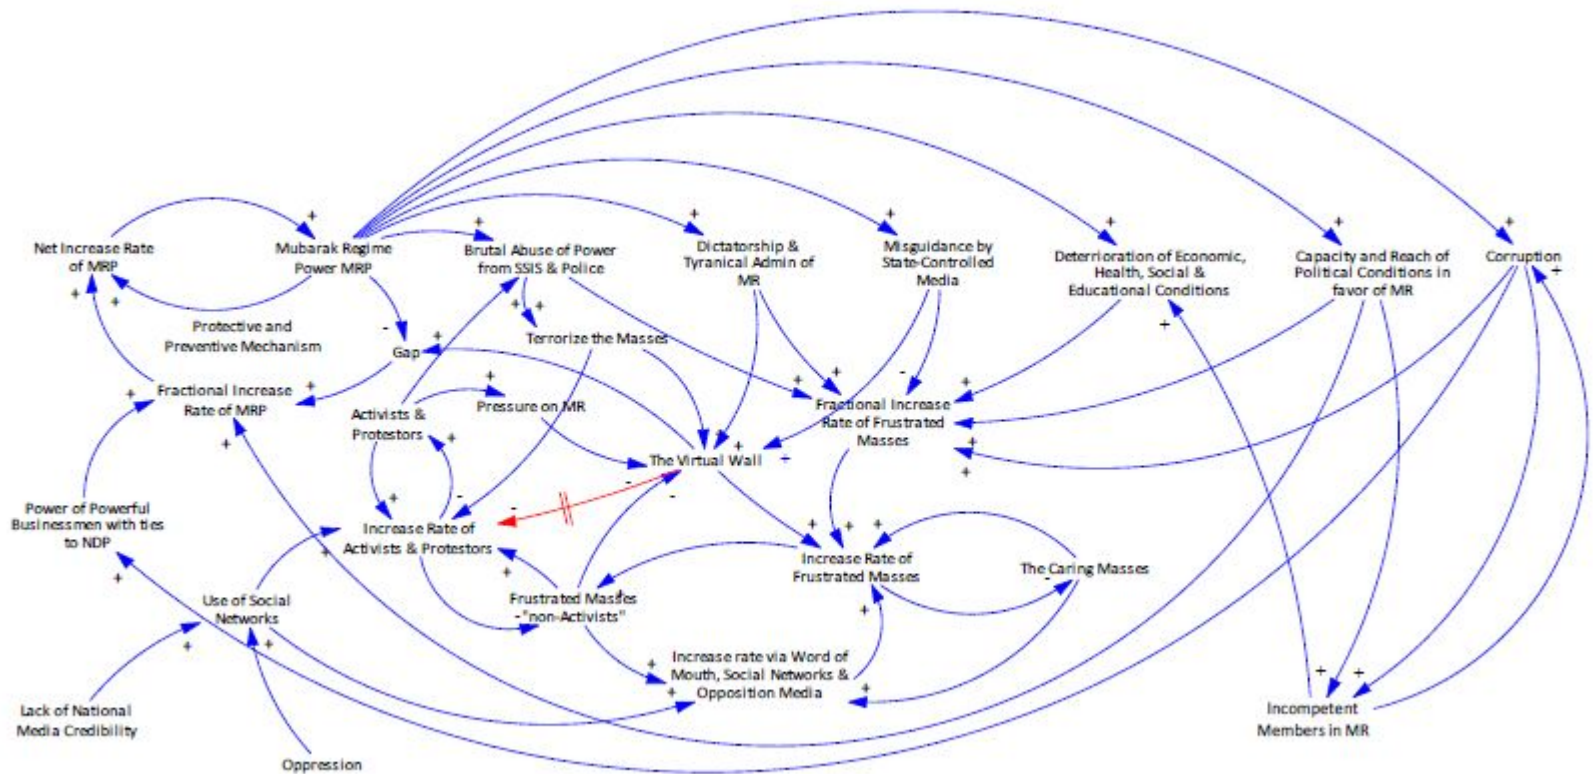 Net Increase Rate
of MRP
Mubarak Regime
Power MRP
Brutal Abuse of Power
from SSIS & Police
Dictatorship &
Tyranical Admin of
MR
Misguidance by
State-Controlled
Media
Deterrioration of Economic,
Health, Social &
Educational Conditions
Capacity and Reach of
Political Conditions in
favor of MR
Corruption
Protective and
Preventive Mechanism
Gap
Terrorize the Masses
Fractional Increase
Rate of MRP
Activists &
Protestors
Pressure on MR
Fractional Increase
Rate of Frustrated
Masses
The Virtual Wall
Power of Powerful
Businessmen with ties
to NDP
Increase Rate of
Activists & Protestors
Increase Rate of
Frustrated Masses
The Caring Masses
Use of Social
Networks
Frustrated Masses
"non-Activists"
Increase rate via Word of
Mouth, Social Networks &
Opposition Media
Lack of National
Media Credibility
Oppression
Incompetent
Members in MR